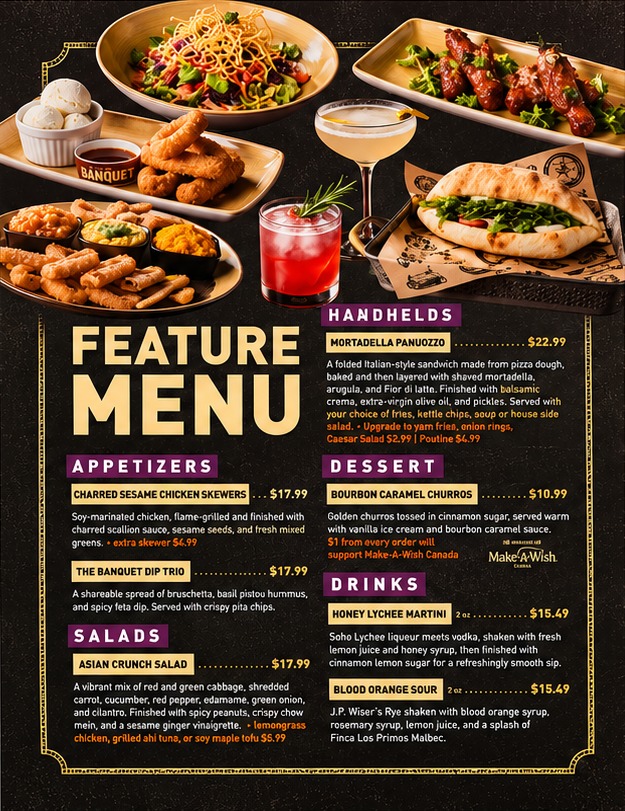 BANQUET
FEATURE
MENU
APPETIZERS
CHARRED SESAME CHICKEN SKEWERS ... $17.99
Soy-marinated chicken, flame-grilled and finished with
charred scallion sauce, sesame seeds, and fresh mixed
greens. • extra skewer $4.99
THE BANQUET DIP TRIO ............ $17.99
A shareable spread of bruschetta, basil pistou hummus,
and spicy feta dip. Served with crispy pita chips.
SALADS
ASIAN CRUNCH SALAD ............ $17.99
A vibrant mix of red and green cabbage, shredded
carrot, cucumber, red pepper, edamame, green onion,
and cilantro. Finished with spicy peanuts, crispy chow
mein, and a sesame ginger vinaigrette. • lemongrass
chicken, grilled ahi tuna, or soy maple tofu $5.99
HANDHELDS
MORTADELLA PANUOZZO ............ $22.99
A folded Italian-style sandwich made from pizza dough,
baked and then layered with shaved mortadella,
arugula, and Fior di latte. Finished with balsamic
crema, extra-virgin olive oil, and pickles. Served with
your choice of fries, kettle chips, soup or house side
salad. • Upgrade to yam fries, onion rings,
Caesar Salad $2.99 | Poutine $4.99
DESSERT
BOURBON CARAMEL CHURROS ......... $10.99
Golden churros tossed in cinnamon sugar, served warm
with vanilla ice cream and bourbon caramel sauce.
$1 from every order will
support Make-A-Wish Canada
Make-A-Wish
CANADA
DRINKS
HONEY LYCHEE MARTINI 2 oz ............ $15.49
Soho Lychee liqueur meets vodka, shaken with fresh
lemon juice and honey syrup, then finished with
cinnamon lemon sugar for a refreshingly smooth sip.
BLOOD ORANGE SOUR 2 oz ............ $15.49
J.P. Wiser's Rye shaken with blood orange syrup,
rosemary syrup, lemon juice, and a splash of
Finca Los Primos Malbec.